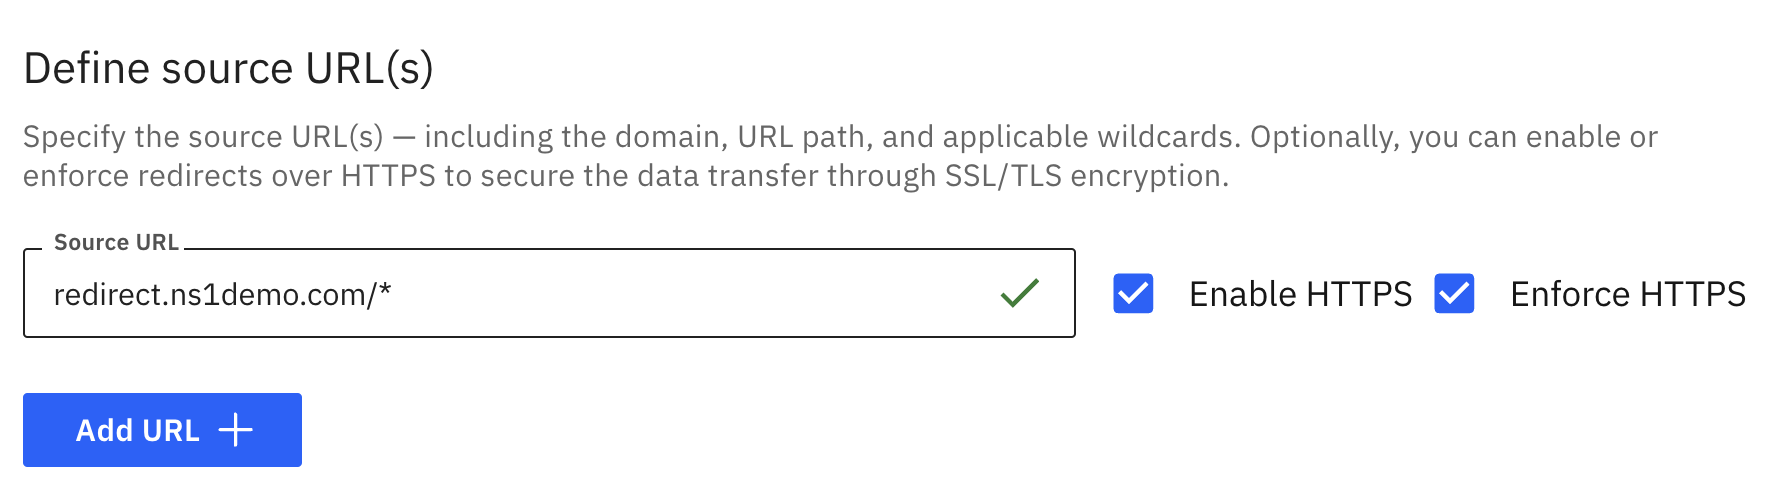 Define source URL(s)
Specify the source URL(s) — including the domain, URL path, and applicable wildcards. Optionally, you can enable or
enforce redirects over HTTPS to secure the data transfer through SSL/TLS encryption.
Source URL
redirect.ns1demo.com/*
Enable HTTPS
Enforce HTTPS
Add URL